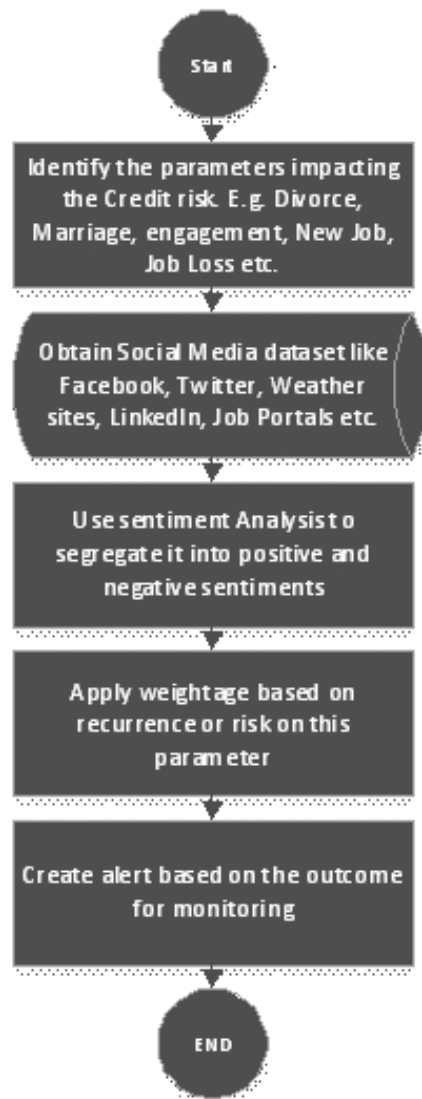 Start
Identify the parameters impacting
the Credit risk. E.g. Divorce,
Marriage, engagement, New Job,
Job Loss etc.
Obtain Social Media dataset like
Facebook, Twitter, Weather
sites, LinkedIn, Job Portals etc.
Use sentiment Analysis to
segregate it into positive and
negative sentiments
Apply weightage based on
recurrence or risk on this
parameter
Create alert based on the outcome
for monitoring
END